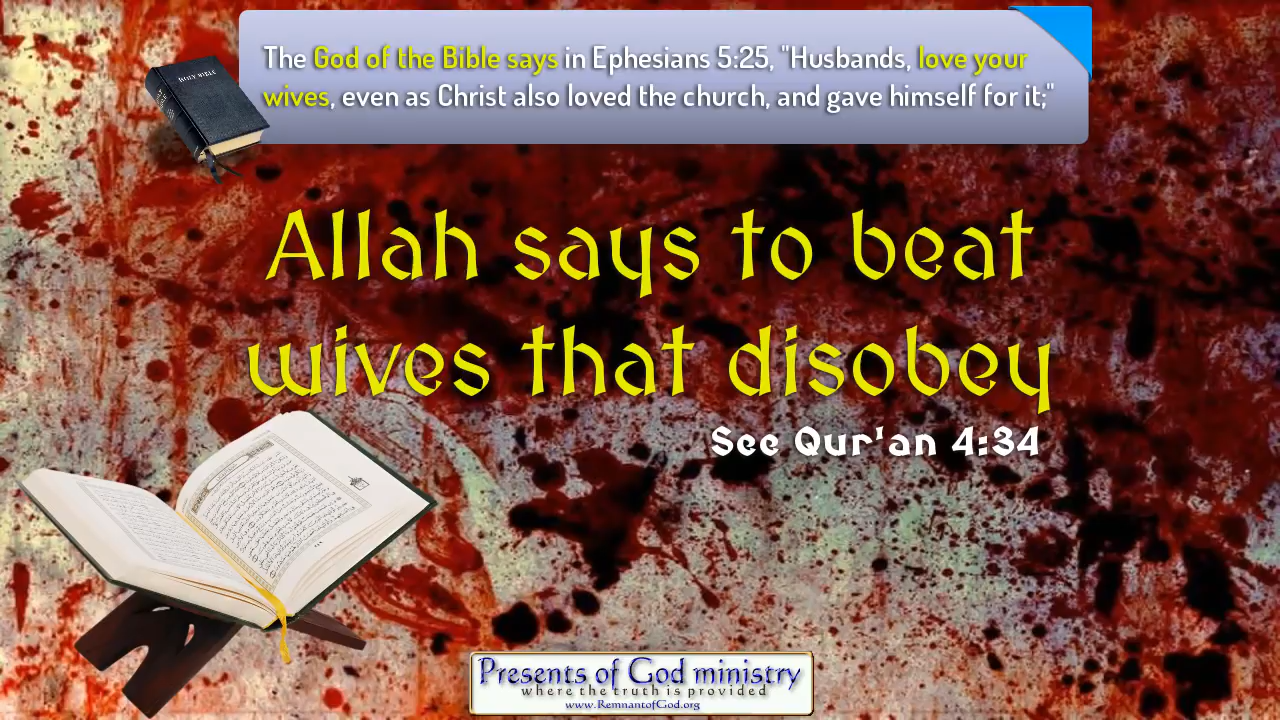 The God of the Bible says in Ephesians 5:25, "Husbands, love your
wives, even as Christ also loved the church, and gave himself for it;"
HOLY BIBLE
Allah says to beat
wives that disobey
See Qur'an 4:34
Presents of God ministry
where the truth is provided
www.RemnantofGod.org